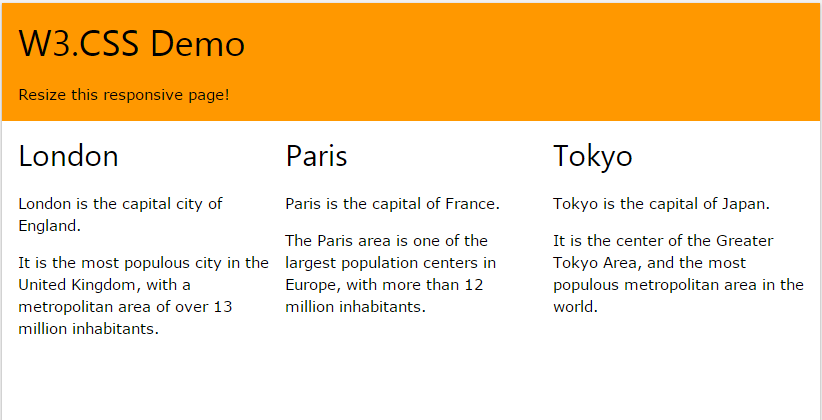 W3.CSS Demo
Resize this responsive page!
London
London is the capital city of
England.
It is the most populous city in the
United Kingdom, with a
metropolitan area of over 13
million inhabitants.
Paris
Paris is the capital of France.
The Paris area is one of the
largest population centers in
Europe, with more than 12
million inhabitants.
Tokyo
Tokyo is the capital of Japan.
It is the center of the Greater
Tokyo Area, and the most
populous metropolitan area in the
world.